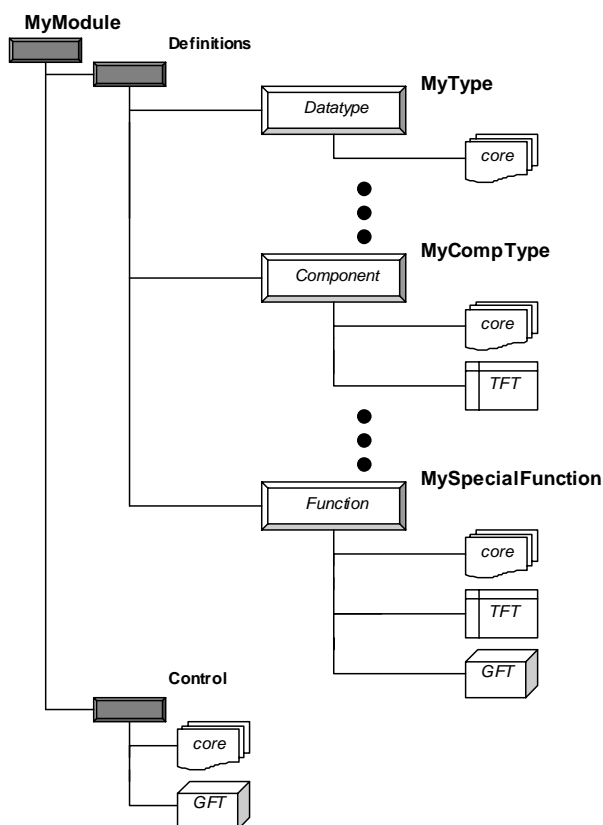 MyModule
Definitions
MyType
Datatype
core
MyCompType
Component
core
TFT
MySpecialFunction
Function
core
TFT
GFT
Control
core
GFT